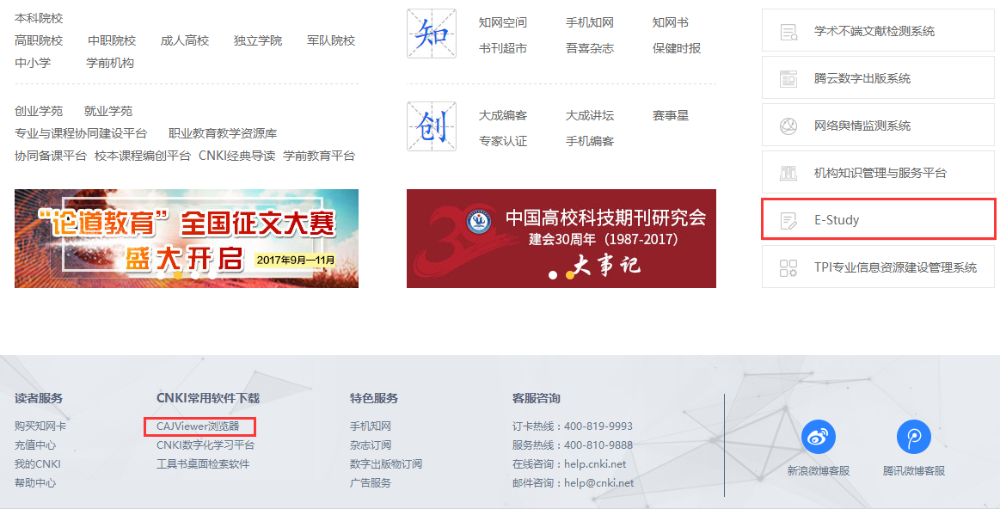 本科院校
高职院校 中职院校 成人高校 独立学院 军队院校
中小学 学前机构
创业学苑 就业学苑
专业与课程协同建设平台 职业教育教学资源库
协同备课平台 校本课程编创平台 CNKI经典导读 学前教育平台
“论道教育” 全国征文大赛
盛大开启 2017年9月—11月
知
知网空间 手机知网 知网书
书刊超市 吾喜杂志 保健时报
创
大成编客 大成讲坛 赛事星
专家认证 手机编客
30
中国高校科技期刊研究会
建会30周年（1987-2017）
大事记
学术不端文献检测系统
腾云数字出版系统
网络舆情监测系统
机构知识管理与服务平台
E-Study
TPI专业信息资源建设管理系统
读者服务
购买知网卡
充值中心
我的CNKI
帮助中心
CNKI常用软件下载
CAJViewer浏览器
CNKI数字化学习平台
工具书桌面检索软件
特色服务
手机知网
杂志订阅
数字出版物订阅
广告服务
客服咨询
订卡热线：400-819-9993
服务热线：400-810-9888
在线咨询：help.cnki.net
邮件咨询：help@cnki.net
新浪微博客服
腾讯微博客服